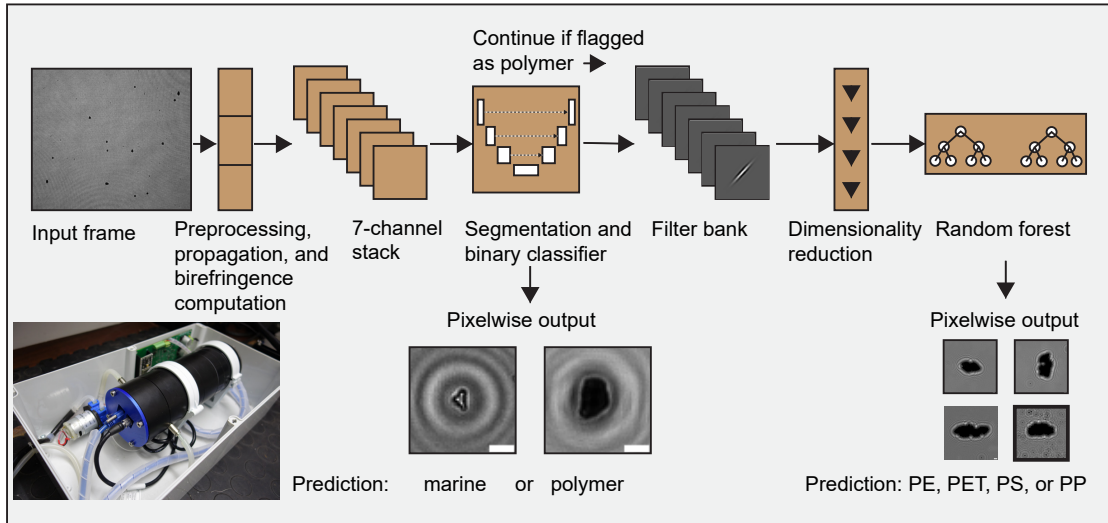 Continue if flagged
as polymer
Input frame
Preprocessing,
propagation, and
birefringence
computation
7-channel
stack
Segmentation and
binary classifier
Filter bank
Dimensionality
reduction
Random forest
Pixelwise output
Pixelwise output
Prediction: marine or polymer
Prediction: PE, PET, PS, or PP